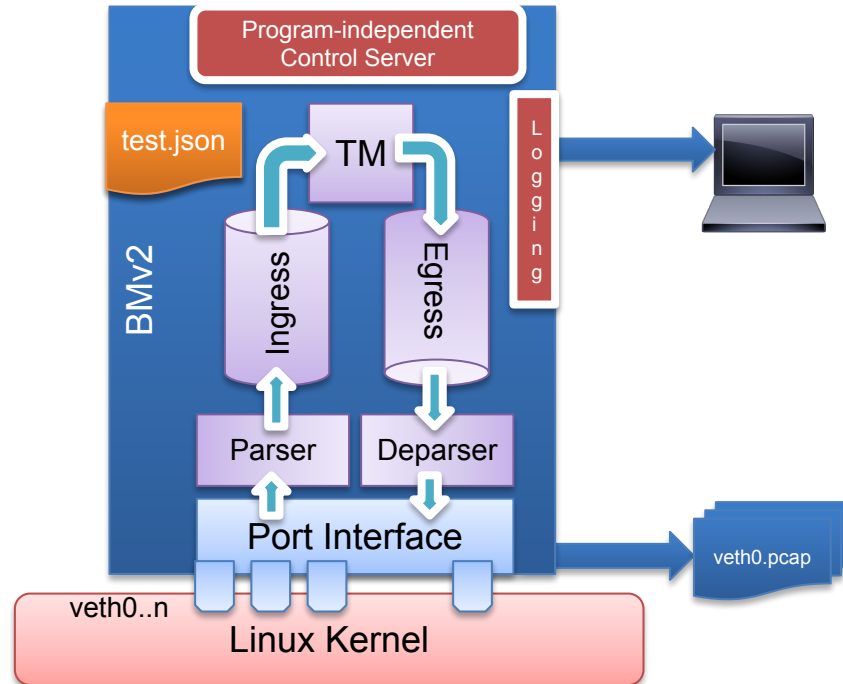 Program-independent
Control Server
test.json
TM
Logging
BMv2
Ingress
Egress
Parser
Deparser
Port Interface
veth0.pcap
veth0..n
Linux Kernel